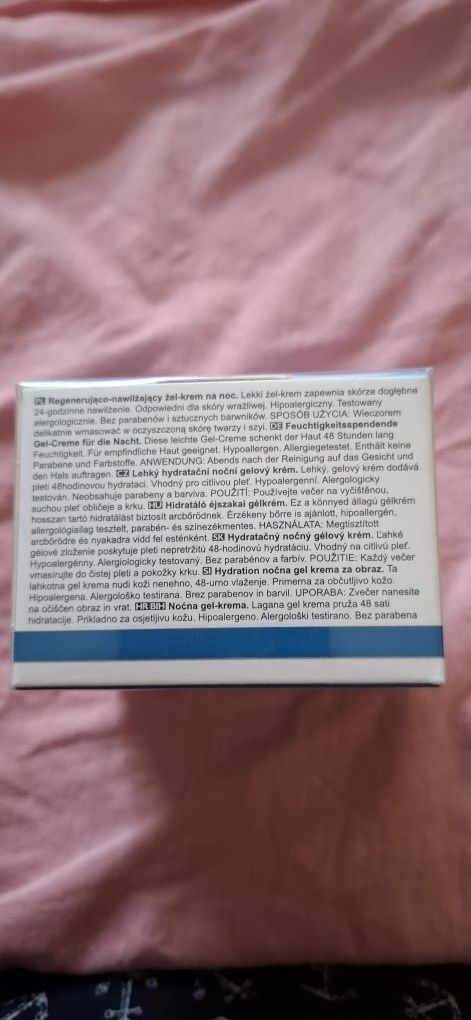 PL Regenerująco-nawilżający żel-krem na noc. Lekki żel-krem zapewnia skórze dogłębne
24-godzinne nawilżenie. Odpowiedni dla skóry wrażliwej. Hipoalergiczny. Testowany
alergologicznie. Bez parabenów i sztucznych barwników. SPOSÓB UŻYCIA: Wieczorem
delikatnie wmasować w oczyszczoną skórę twarzy i szyi. DE Feuchtigkeitsspendende
Gel-Creme für die Nacht. Diese leichte Gel-Creme schenkt der Haut 48 Stunden lang
Feuchtigkeit. Für empfindliche Haut geeignet. Hypoallergen. Allergiegetestet. Enthält keine
Parabene und Farbstoffe. ANWENDUNG: Abends nach der Reinigung auf das Gesicht und
den Hals auftragen. CZ Lehký hydratační noční gelový krém. Lehký, gelový krém dodává
pleti 48hodinovou hydrataci. Vhodný pro citlivou pleť. Hypoalergenní. Alergologicky
testován. Neobsahuje parabeny a barviva. POUŽITÍ: Používejte večer na vyčištěnou,
suchou pleť obličeje a krku. HU Hidratáló éjszakai gélkrém. Ez a könnyed állagú gélkrém
hosszan tartó hidratálást biztosít arcbőrödnek. Érzékeny bőrre is ajánlott, hipoallergén,
allergológiailag tesztelt, parabén- és színezékmentes. HASZNÁLATA: Megtisztított
arcbőrödre és nyakadra vidd fel esténként. SK Hydratačný nočný gélový krém. Ľahké
gélové zloženie poskytuje pleti nepretržitú 48-hodinovú hydratáciu. Vhodný na citlivú pleť.
Hypoalergénny. Alergiologicky testovaný. Bez parabénov a farbív. POUŽITIE: Každý večer
vmasírujte do čistej pleti a pokožky krku. SI Hydration nočna gel krema za obraz. Ta
lahkotna gel krema nudi koži nenehno, 48-urno vlaženje. Primerna za občutljivo kožo.
Hipoalergena. Alergološko testirana. Brez parabenov in barvil. UPORABA: Zvečer nanesite
na očiščen obraz in vrat. HR BIH Noćna gel-krema. Lagana gel krema pruža 48 sati
hidratacije. Prikladno za osjetljivu kožu. Hipoalergeno. Alergološki testirano. Bez parabena